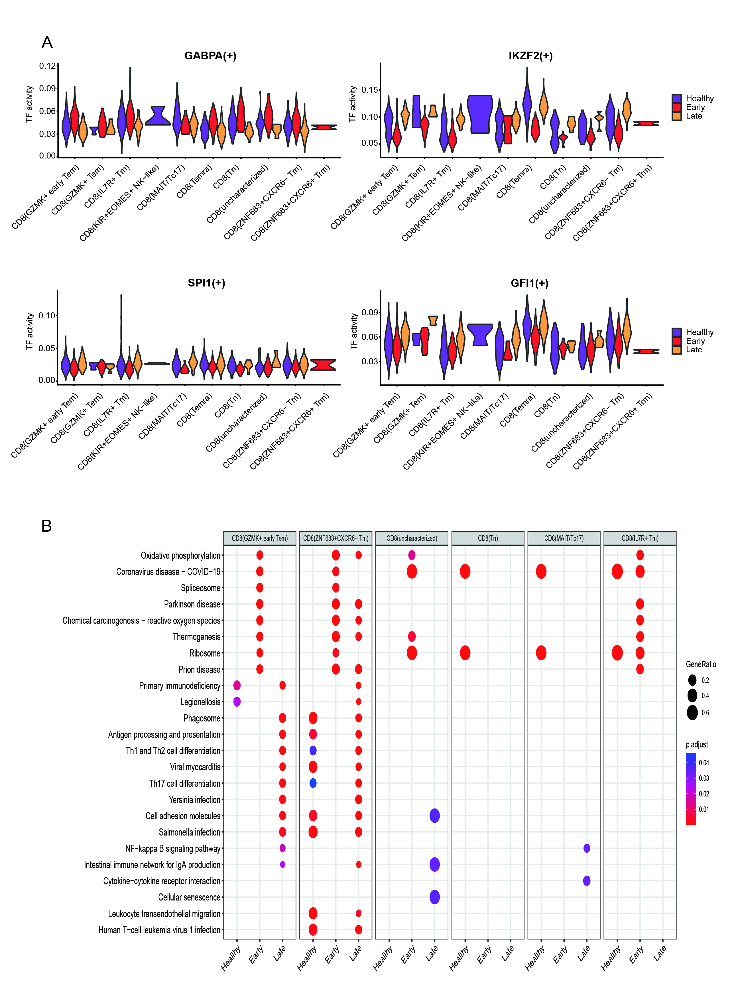 A
GABPA(+)
IKZF2(+)
TF activity
0.12
0.09
0.06
0.03
0.00
TF activity
0.15
0.10
0.05
Healthy
Early
Late
CD8(GZMK+ early Tem)
CD8(GZMK+ Tem)
CD8(IL7R+ Tm)
CD8(KIR+EOMES+ NK−like)
CD8(MAIT/Tc17)
CD8(Temra)
CD8(Tn)
CD8(uncharacterized)
CD8(ZNF683+CXCR6− Tm)
CD8(ZNF683+CXCR6+ Trm)
CD8(GZMK+ early Tem)
CD8(GZMK+ Tem)
CD8(IL7R+ Tm)
CD8(KIR+EOMES+ NK−like)
CD8(MAIT/Tc17)
CD8(Temra)
CD8(Tn)
CD8(uncharacterized)
CD8(ZNF683+CXCR6− Tm)
CD8(ZNF683+CXCR6+ Trm)
SPI1(+)
GFI1(+)
TF activity
0.10
0.05
0.00
TF activity
0.09
0.06
0.03
Healthy
Early
Late
CD8(GZMK+ early Tem)
CD8(GZMK+ Tem)
CD8(IL7R+ Tm)
CD8(KIR+EOMES+ NK−like)
CD8(MAIT/Tc17)
CD8(Temra)
CD8(Tn)
CD8(uncharacterized)
CD8(ZNF683+CXCR6− Tm)
CD8(ZNF683+CXCR6+ Trm)
CD8(GZMK+ early Tem)
CD8(GZMK+ Tem)
CD8(IL7R+ Tm)
CD8(KIR+EOMES+ NK−like)
CD8(MAIT/Tc17)
CD8(Temra)
CD8(Tn)
CD8(uncharacterized)
CD8(ZNF683+CXCR6− Tm)
CD8(ZNF683+CXCR6+ Trm)
B
CD8(GZMK+ early Tem)
CD8(ZNF683+CXCR6− Tm)
CD8(uncharacterized)
CD8(Tn)
CD8(MAIT/Tc17)
CD8(IL7R+ Tm)
Oxidative phosphorylation
Coronavirus disease − COVID−19
Spliceosome
Parkinson disease
Chemical carcinogenesis − reactive oxygen species
Thermogenesis
Ribosome
Prion disease
Primary immunodeficiency
Legionellosis
Phagosome
Antigen processing and presentation
Th1 and Th2 cell differentiation
Viral myocarditis
Th17 cell differentiation
Yersinia infection
Cell adhesion molecules
Salmonella infection
NF−kappa B signaling pathway
Intestinal immune network for IgA production
Cytokine−cytokine receptor interaction
Cellular senescence
Leukocyte transendothelial migration
Human T−cell leukemia virus 1 infection
Healthy
Early
Late
Healthy
Early
Late
Healthy
Early
Late
Healthy
Early
Late
Healthy
Early
Late
Healthy
Early
Late
GeneRatio
0.2
0.4
0.6
p.adjust
0.04
0.03
0.02
0.01